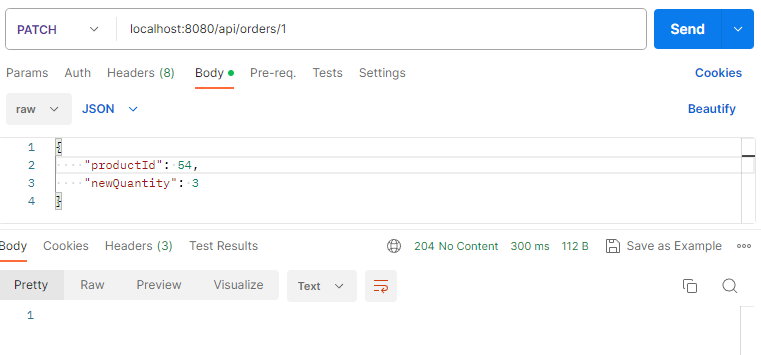 PATCH localhost:8080/api/orders/1 Send
Params Auth Headers (8) Body Pre-req. Tests Settings Cookies
raw JSON Beautify
1 {
2 "productId": 54,
3 "newQuantity": 3
4 }
Body Cookies Headers (3) Test Results 204 No Content 300 ms 112 B Save as Example
Pretty Raw Preview Visualize Text
1